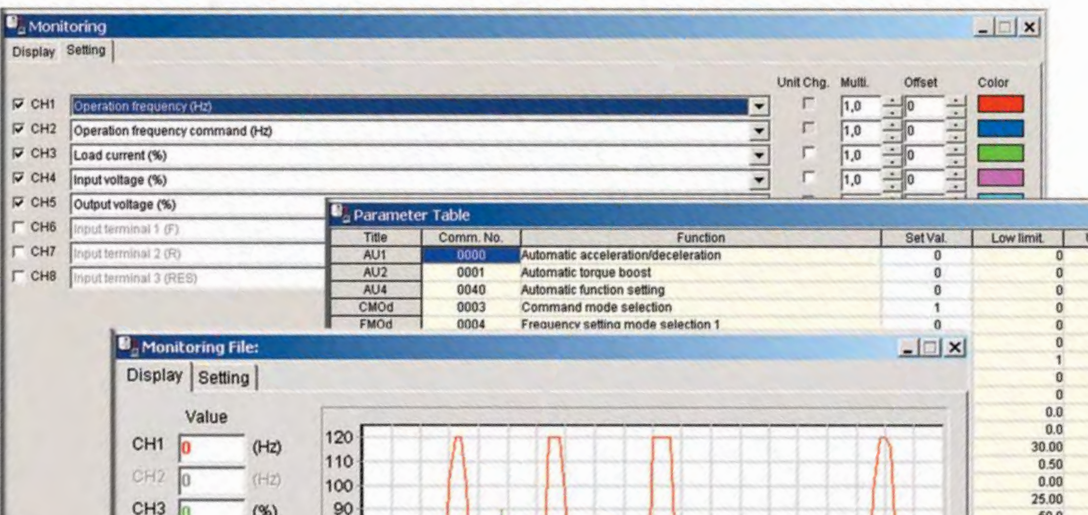 Monitoring
Display Setting
Unit Chg. Multi. Offset Color
CH1 Operation frequency (Hz) 1,0 0
CH2 Operation frequency command (Hz) 1,0 0
CH3 Load current (%) 1,0 0
CH4 Input voltage (%) 1,0 0
CH5 Output voltage (%)
CH6 Input terminal 1 (F)
CH7 Input terminal 2 (R)
CH8 Input terminal 3 (RES)
Parameter Table
Title Comm. No. Function Set Val. Low limit.
AU1 0000 Automatic acceleration/deceleration 0 0
AU2 0001 Automatic torque boost 0 0
AU4 0040 Automatic function setting 0 0
CMOd 0003 Command mode selection 1 0
FMOd 0004 Frequency setting mode selection 1 0 0
0
1
0
0
0.0
0.0
30.00
0.50
0.00
25.00
Monitoring File:
Display Setting
Value
CH1 0 (Hz)
CH2 0 (Hz)
CH3 0 (%)
120
110
100
90